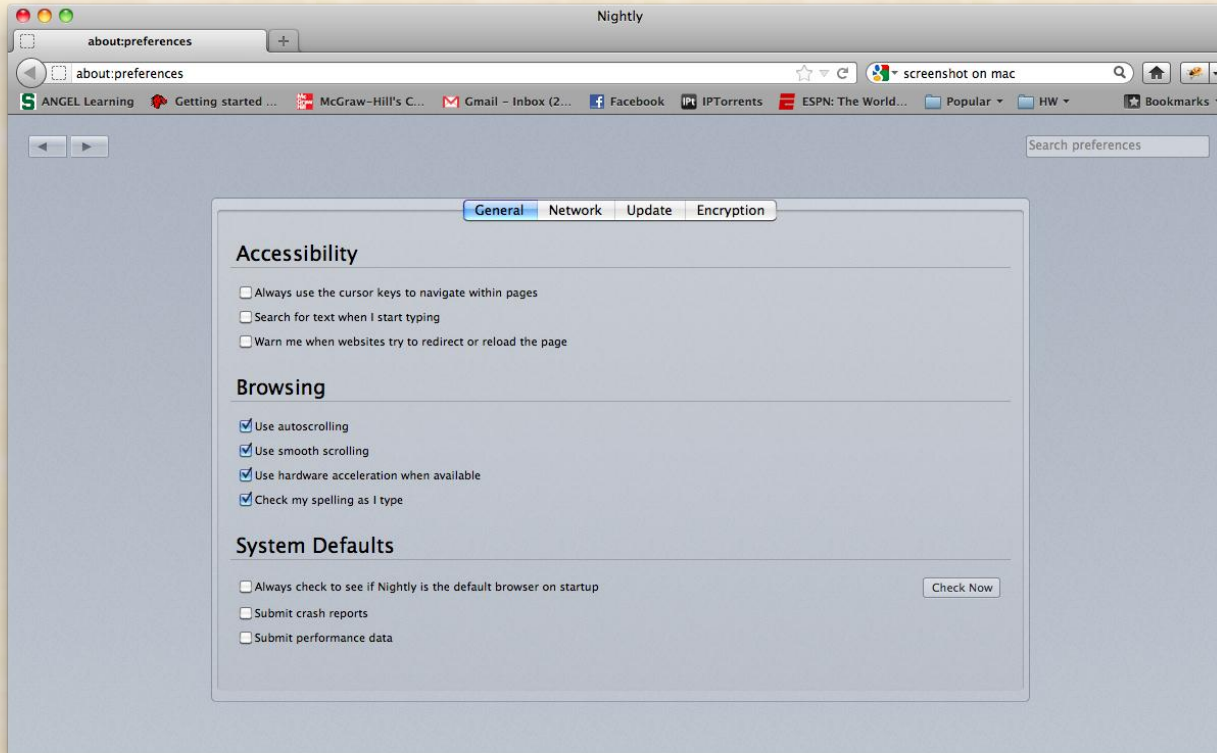 Nightly
about:preferences
about:preferences screenshot on mac
S ANGEL Learning Getting started ... McGraw-Hill's C... Gmail - Inbox (2... f Facebook IPt IPTorrents E ESPN: The World... Popular HW Bookmarks
Search preferences
General Network Update Encryption
Accessibility
Always use the cursor keys to navigate within pages
Search for text when I start typing
Warn me when websites try to redirect or reload the page
Browsing
Use autoscrolling
Use smooth scrolling
Use hardware acceleration when available
Check my spelling as I type
System Defaults
Always check to see if Nightly is the default browser on startup Check Now
Submit crash reports
Submit performance data